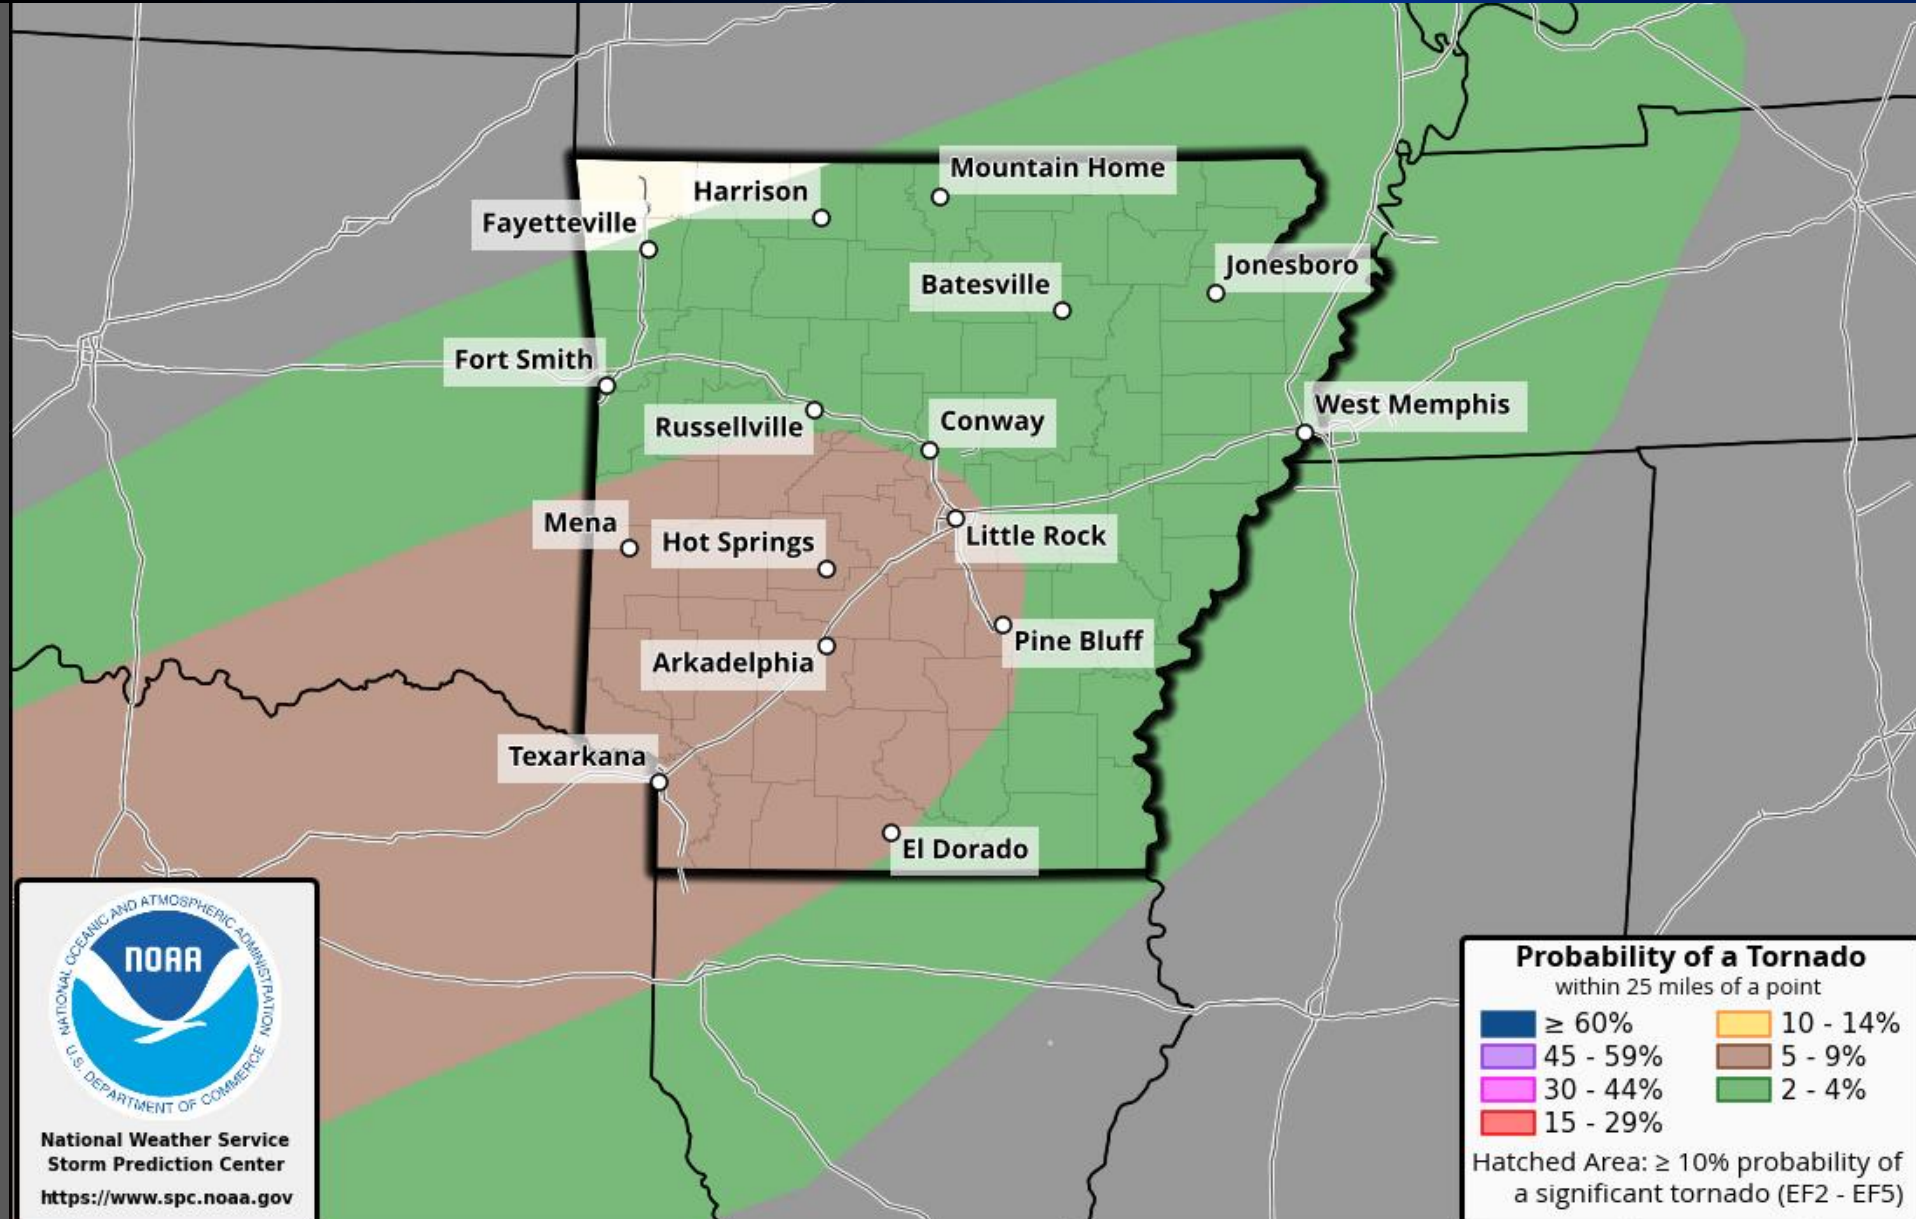 Mountain Home
Harrison
Fayetteville
Jonesboro
Batesville
Fort Smith
West Memphis
Russellville
Conway
Mena
Hot Springs
Little Rock
Pine Bluff
Arkadelphia
Texarkana
El Dorado
NATIONAL OCEANIC AND ATMOSPHERIC ADMINISTRATION
NOAA
U.S. DEPARTMENT OF COMMERCE
National Weather Service
Storm Prediction Center
https://www.spc.noaa.gov
Probability of a Tornado
within 25 miles of a point
≥ 60%
10 - 14%
45 - 59%
5 - 9%
30 - 44%
2 - 4%
15 - 29%
Hatched Area: ≥ 10% probability of
a significant tornado (EF2 - EF5)